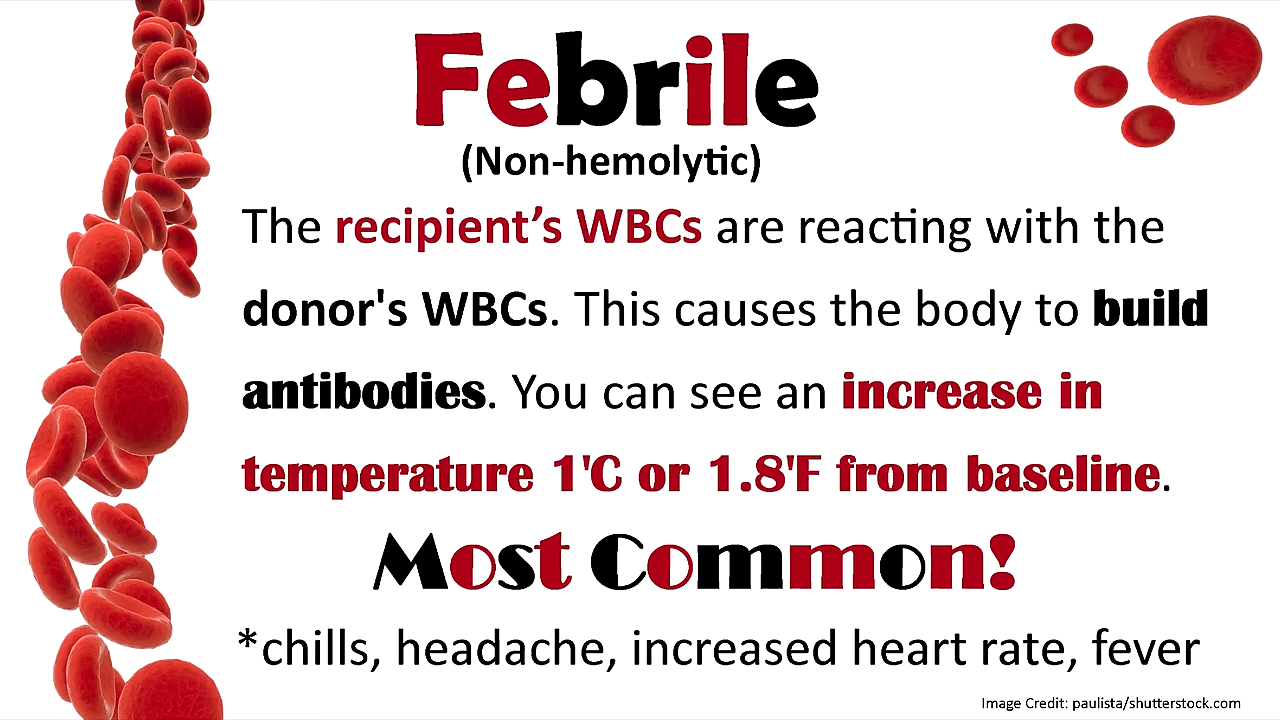 Febrile
(Non-hemolytic)
The recipient’s WBCs are reacting with the
donor's WBCs. This causes the body to build
antibodies. You can see an increase in
temperature 1'C or 1.8'F from baseline.
Most Common!
*chills, headache, increased heart rate, fever
Image Credit: paulista/shutterstock.com